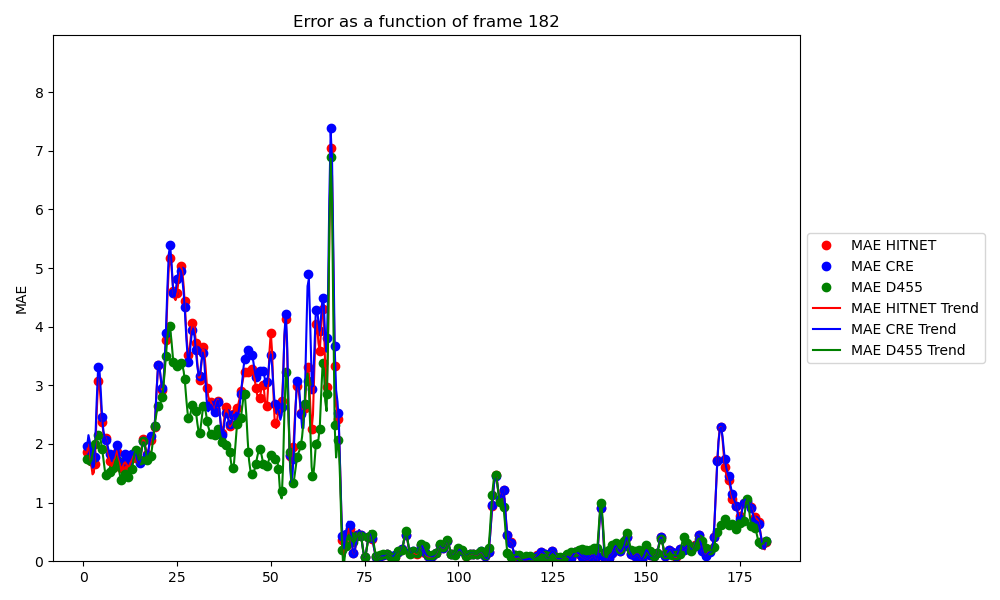 Error as a function of frame 182
MAE
8
7
6
5
4
3
2
1
0
0 25 50 75 100 125 150 175
MAE HITNET
MAE CRE
MAE D455
MAE HITNET Trend
MAE CRE Trend
MAE D455 Trend